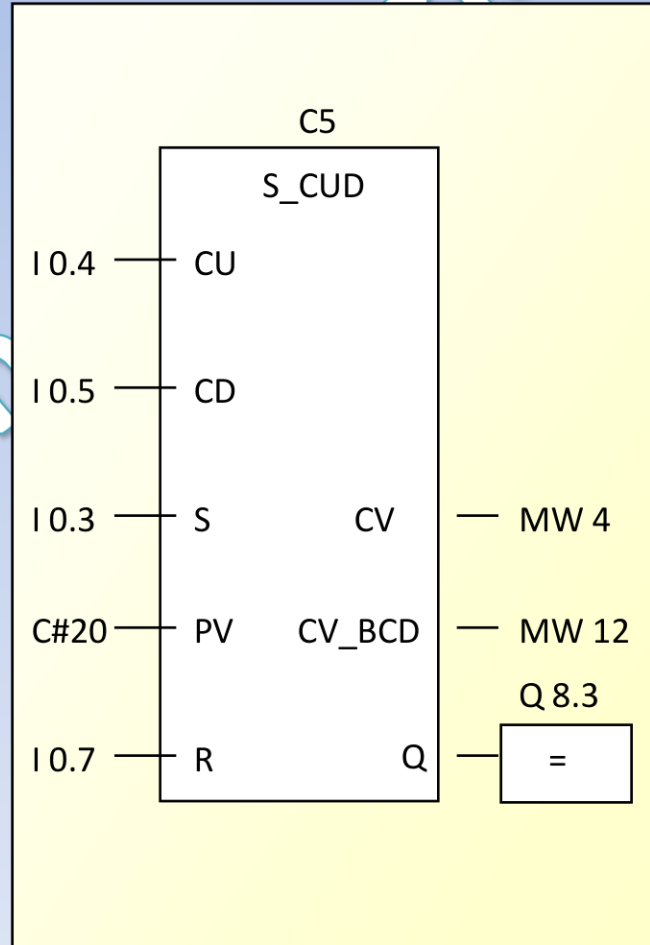 C5
S_CUD
I 0.4 CU
I 0.5 CD
I 0.3 S CV MW 4
C#20 PV CV_BCD MW 12
Q 8.3
I 0.7 R Q =